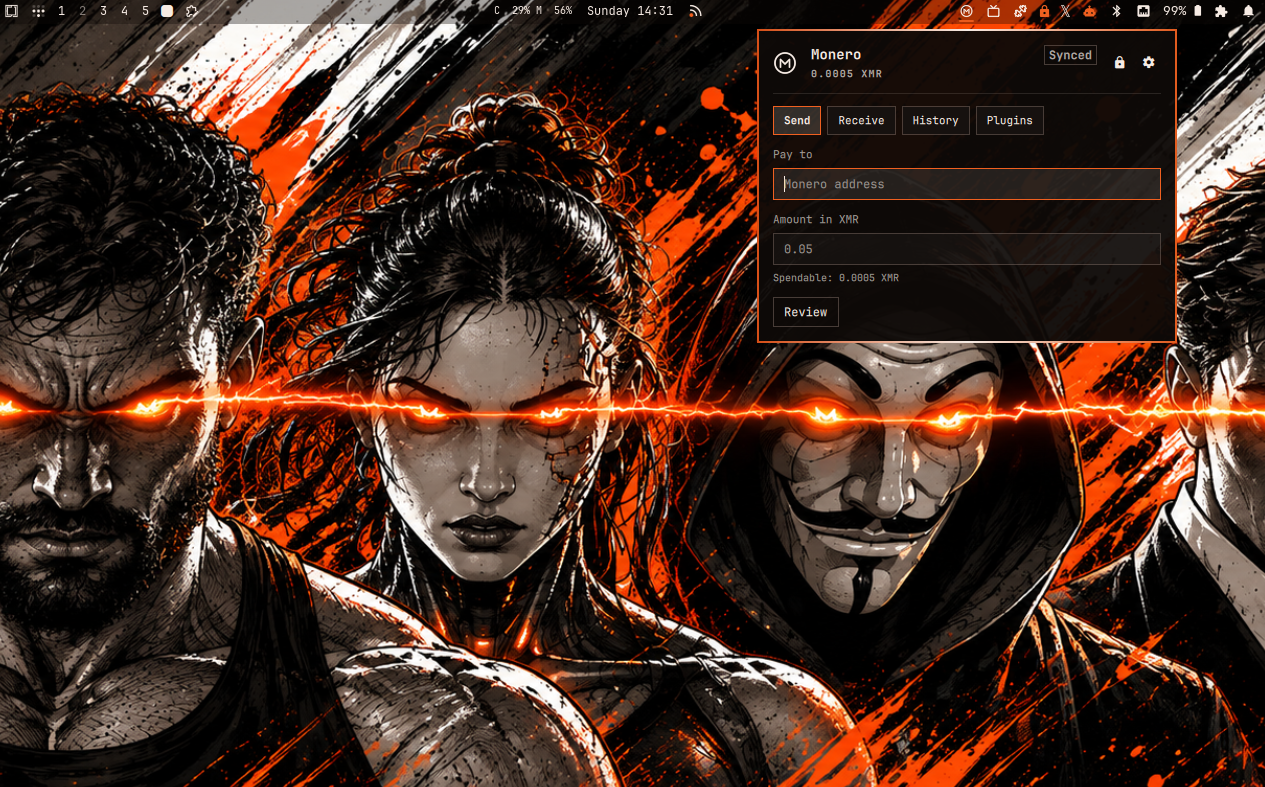 1 2 3 4 5 C 29% M 56% Sunday 14:31 99%
Monero Synced
0.0005 XMR
Send Receive History Plugins
Pay to
Monero address
Amount in XMR
0.05
Spendable: 0.0005 XMR
Review